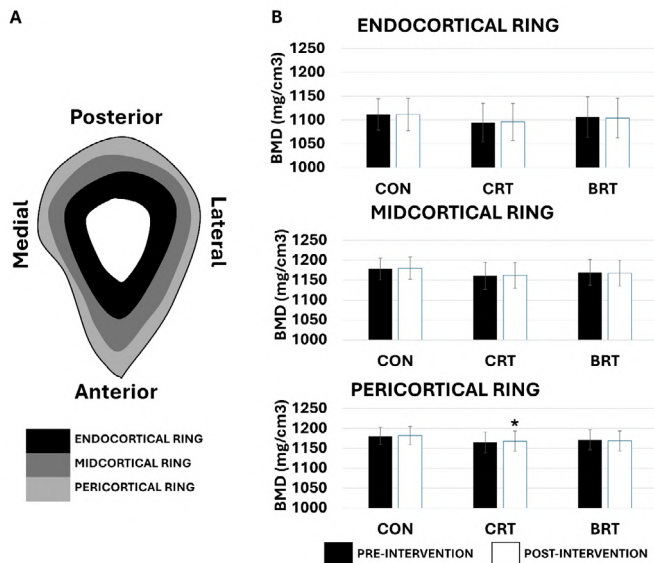 A
Posterior
Medial
Lateral
Anterior
ENDOCORTICAL RING
MIDCORTICAL RING
PERICORTICAL RING
B
ENDOCORTICAL RING
BMD (mg/cm3)
1250
1200
1150
1100
1050
1000
CON CRT BRT
MIDCORTICAL RING
BMD (mg/cm3)
1250
1200
1150
1100
1050
1000
CON CRT BRT
PERICORTICAL RING
BMD (mg/cm3)
1250
1200
1150
1100
1050
1000
*
CON CRT BRT
PRE-INTERVENTION POST-INTERVENTION